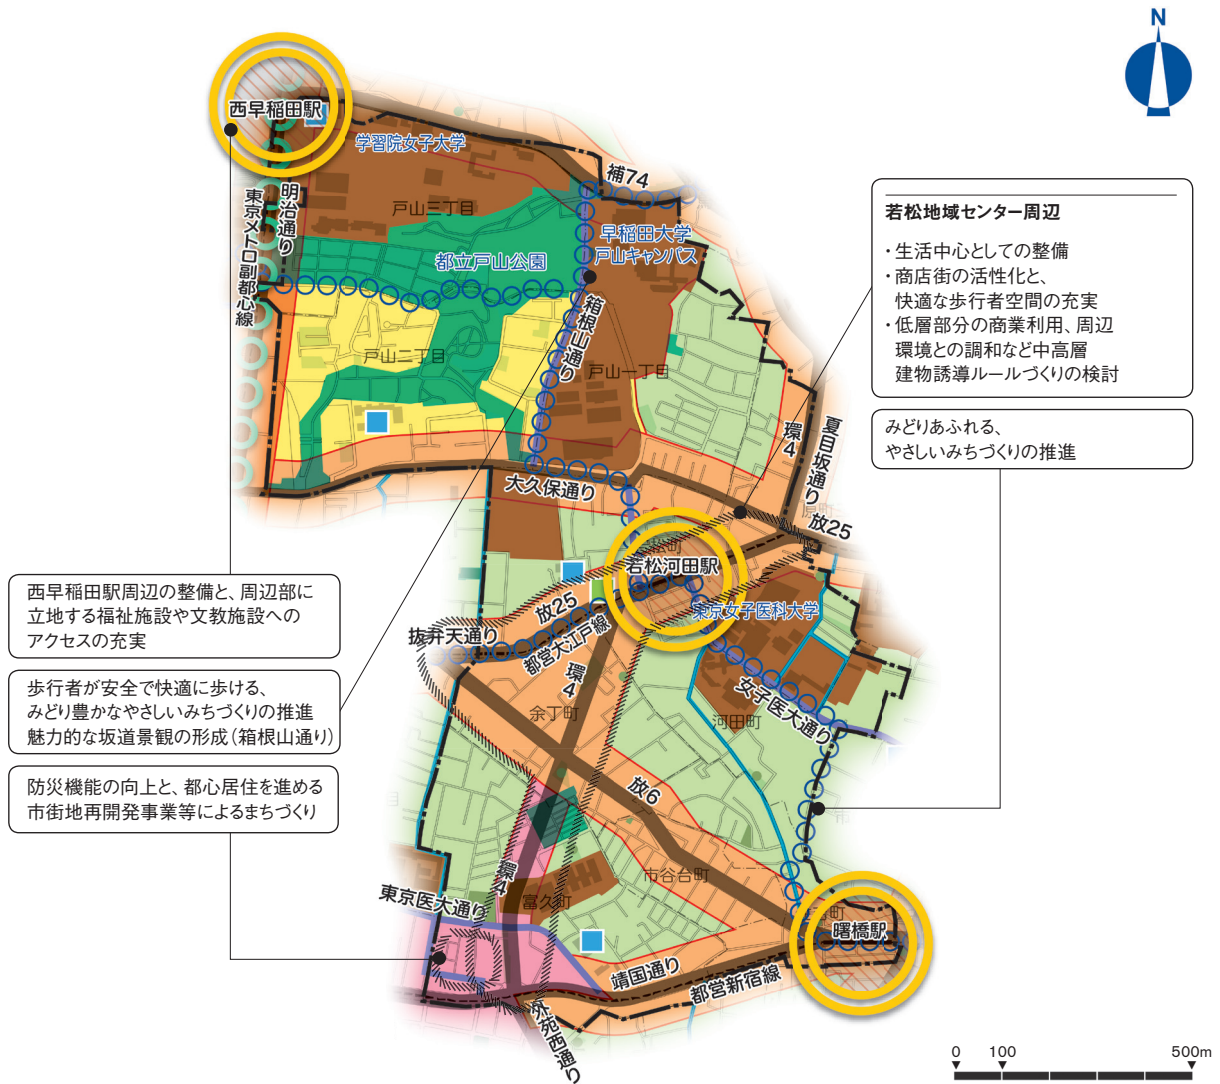 N
西早稲田駅
学習院女子大学
補74
明治通り
東京メトロ副都心線
戸山三丁目
早稲田大学
戸山キャンパス
都立戸山公園
箱根山通り
戸山二丁目
戸山一丁目
若松地域センター周辺
・生活中心としての整備
・商店街の活性化と、
快適な歩行者空間の充実
・低層部分の商業利用、周辺
環境との調和など中高層
建物誘導ルールづくりの検討
みどりあふれる、
やさしいみちづくりの推進
環4
夏目坂通り
大久保通り
原町
放25
若松河田駅
東京女子医科大学
放25
抜弁天通り
都営大江戸線
環4
余丁町
河田町
女子医大通り
西早稲田駅周辺の整備と、周辺部に
立地する福祉施設や文教施設への
アクセスの充実
歩行者が安全で快適に歩ける、
みどり豊かなやさしいみちづくりの推進
魅力的な坂道景観の形成(箱根山通り)
防災機能の向上と、都心居住を進める
市街地再開発事業等によるまちづくり
放6
環4
市谷台町
東京医大通り
富久町
曙橋駅
靖国通り
都営新宿線
外苑西通り
0 100 500m